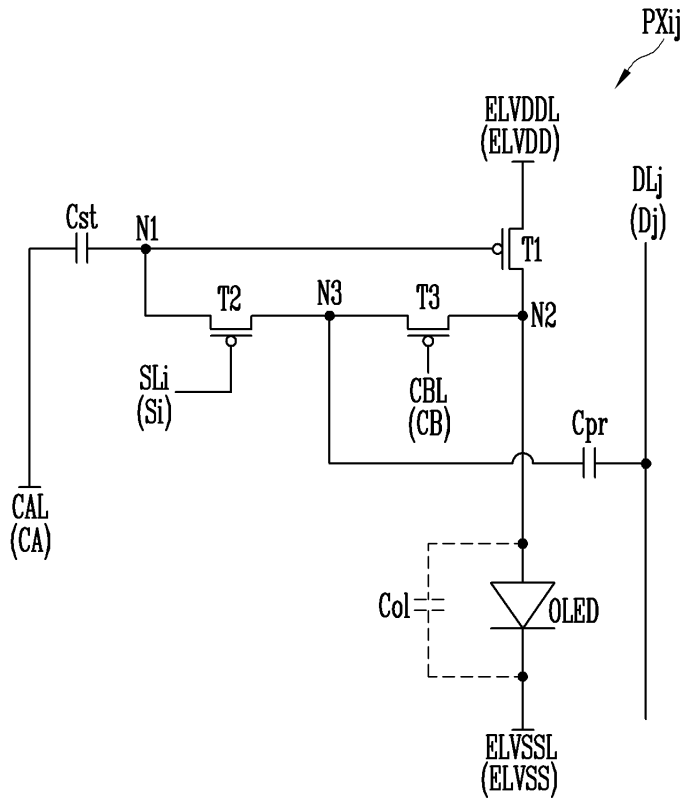 PXij
ELVDDL
(ELVDD)
DLj
(Dj)
Cst
N1
T1
T2
N3
T3
N2
SLi
(Si)
CBL
(CB)
Cpr
CAL
(CA)
Col
OLED
ELVSSL
(ELVSS)